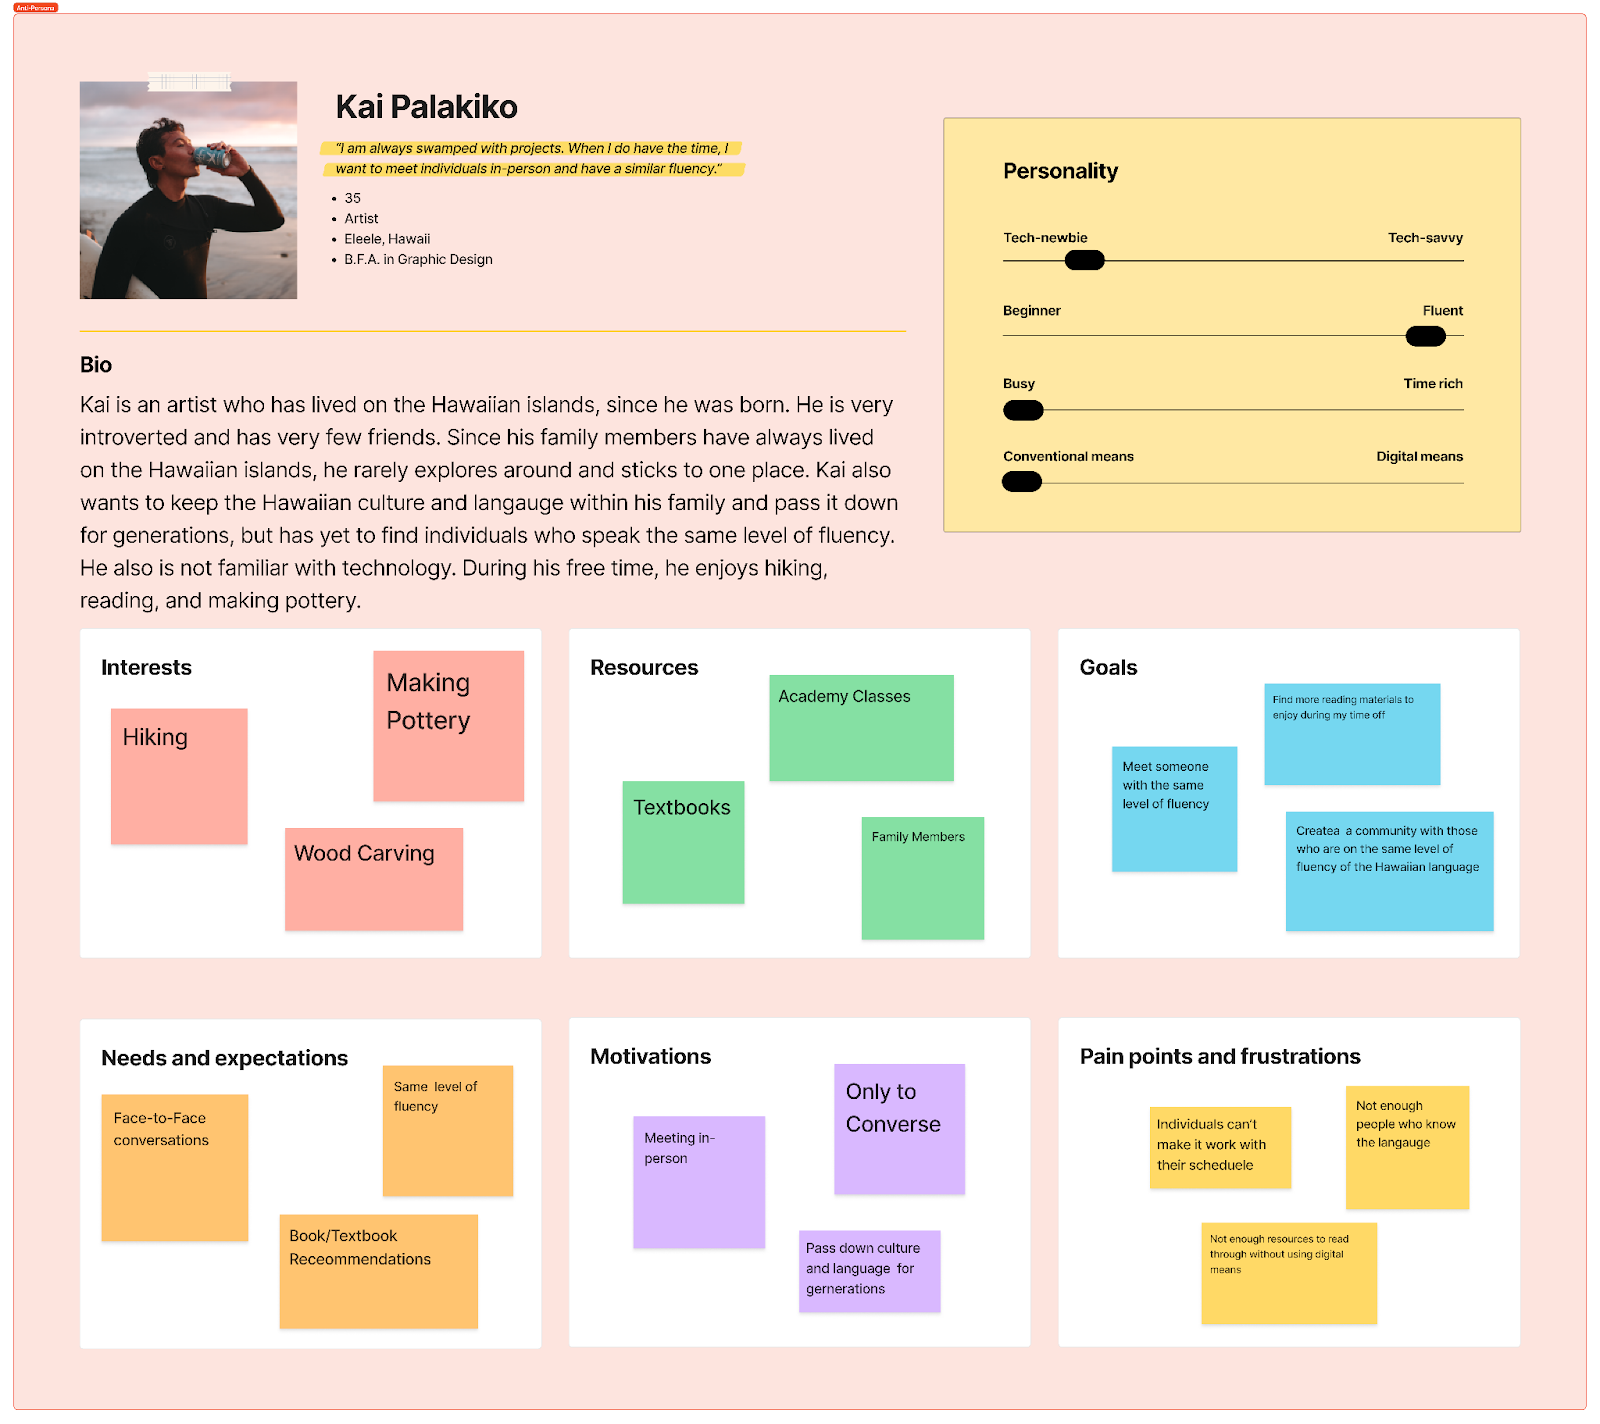 Anti-Persona
Kai Palakiko
"I am always swamped with projects. When I do have the time, I
want to meet individuals in-person and have a similar fluency."
• 35
• Artist
• Eleele, Hawaii
• B.F.A. in Graphic Design
Personality
Tech-newbie Tech-savvy
Beginner Fluent
Busy Time rich
Conventional means Digital means
Bio
Kai is an artist who has lived on the Hawaiian islands, since he was born. He is very
introverted and has very few friends. Since his family members have always lived
on the Hawaiian islands, he rarely explores around and sticks to one place. Kai also
wants to keep the Hawaiian culture and langauge within his family and pass it down
for generations, but has yet to find individuals who speak the same level of fluency.
He also is not familiar with technology. During his free time, he enjoys hiking,
reading, and making pottery.
Interests
Making
Pottery
Hiking
Wood Carving
Resources
Academy Classes
Textbooks
Family Members
Goals
Find more reading materials to
enjoy during my time off
Meet someone
with the same
level of fluency
Createa a community with those
who are on the same level of
fluency of the Hawaiian language
Needs and expectations
Same level of
fluency
Face-to-Face
conversations
Book/Textbook
Receommendations
Motivations
Only to
Converse
Meeting in-
person
Pass down culture
and language for
gernerations
Pain points and frustrations
Not enough
people who know
the langauge
Individuals can't
make it work with
their scheduele
Not enough resources to read
through without using digital
means